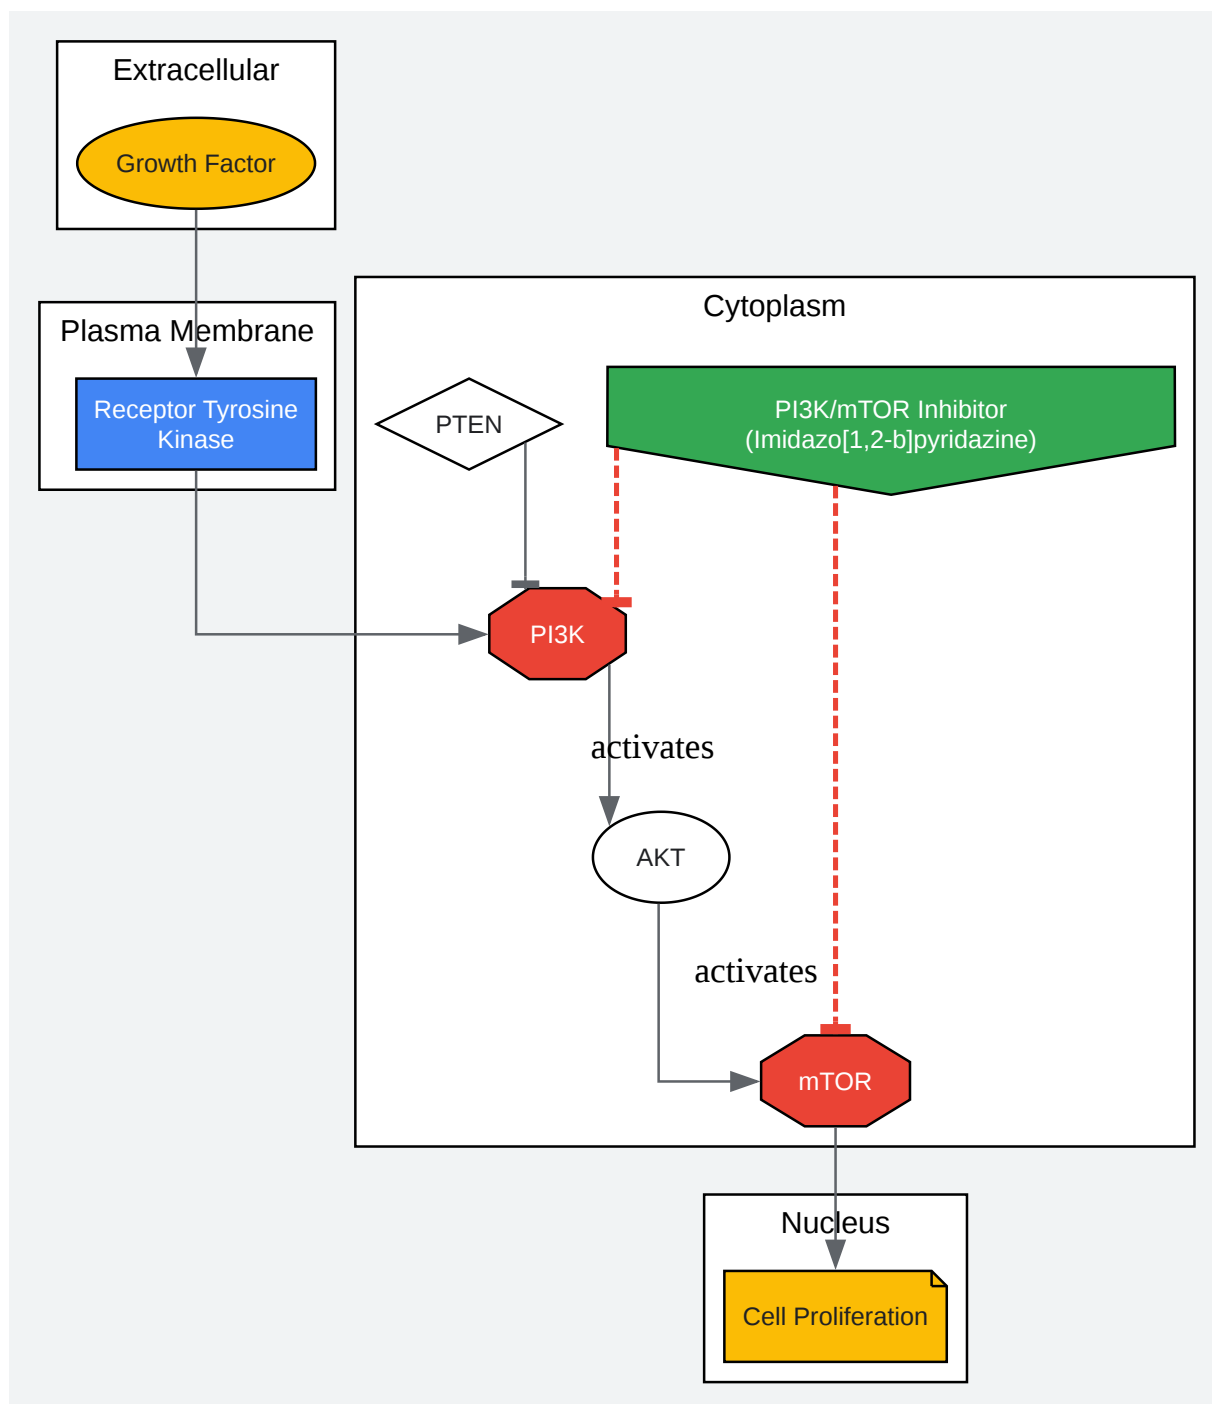 Extracellular
Growth Factor
Plasma Membrane
Receptor Tyrosine
Kinase
Cytoplasm
PTEN
PI3K/mTOR Inhibitor
(Imidazo[1,2-b]pyridazine)
PI3K
activates
AKT
activates
mTOR
Nucleus
Cell Proliferation